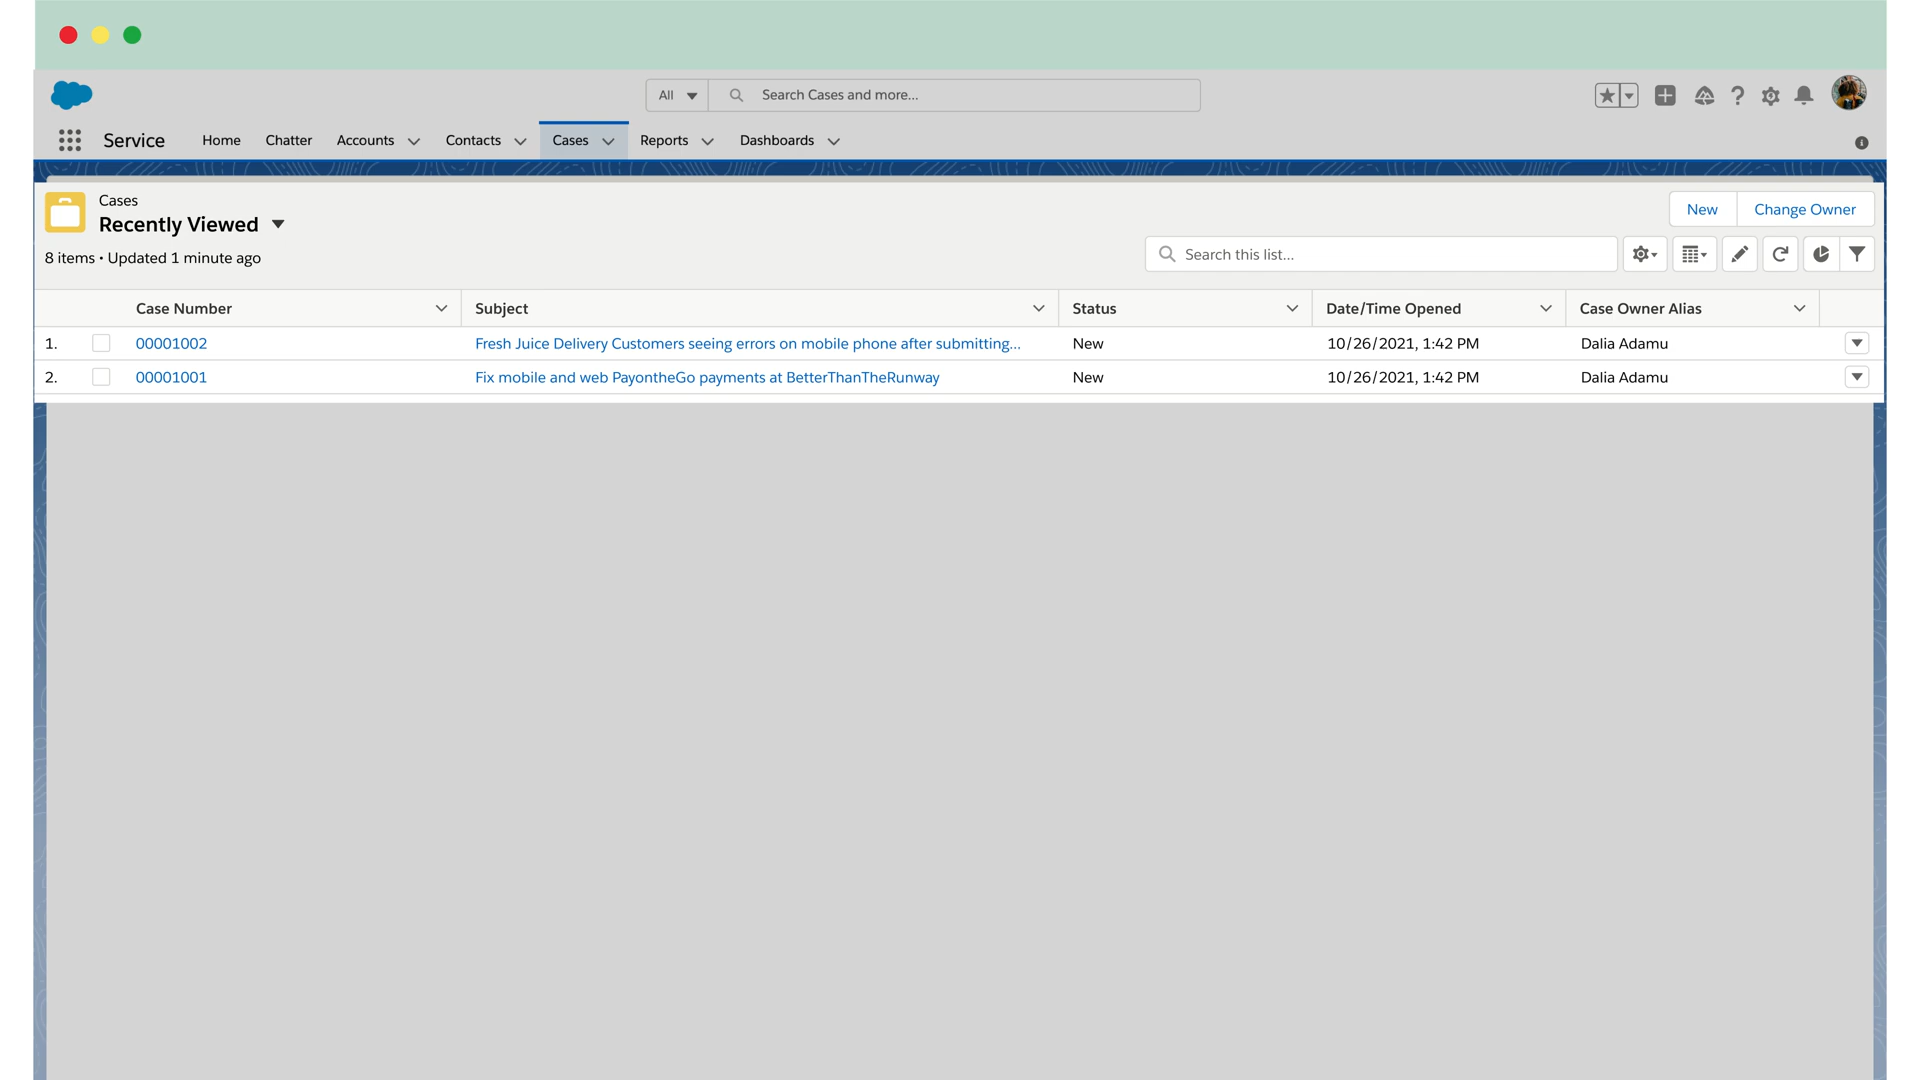 All
Search Cases and more...
Service
Home
Chatter
Accounts
Contacts
Cases
Reports
Dashboards
Cases
Recently Viewed
New
Change Owner
8 items • Updated 1 minute ago
Search this list...
Case Number
Subject
Status
Date/Time Opened
Case Owner Alias
1. 00001002 Fresh Juice Delivery Customers seeing errors on mobile phone after submitting... New 10/26/2021, 1:42 PM Dalia Adamu
2. 00001001 Fix mobile and web PayontheGo payments at BetterThanTheRunway New 10/26/2021, 1:42 PM Dalia Adamu